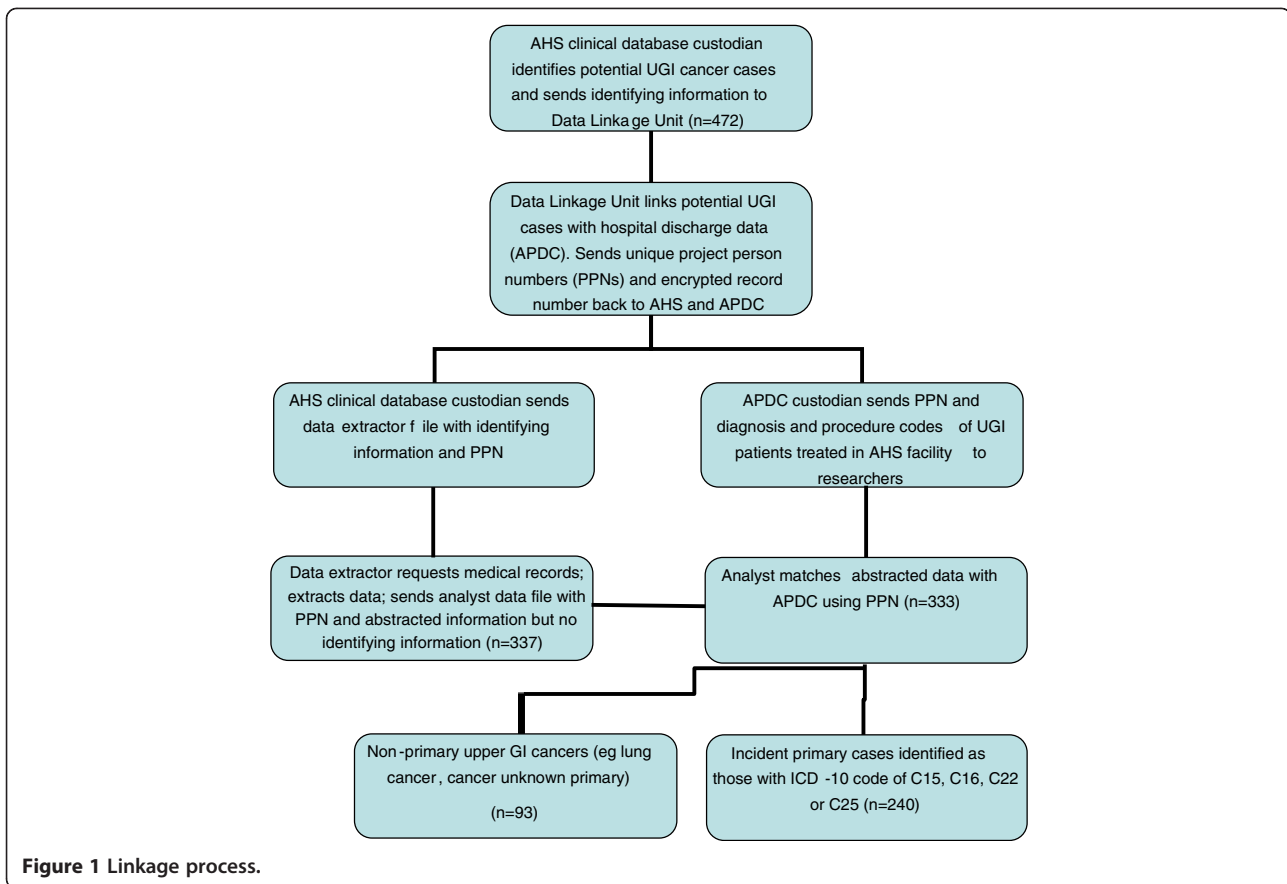 AHS clinical database custodian
identifies potential UGI cancer cases
and sends identifying information to
Data Linkage Unit (n=472)
Data Linkage Unit links potential UGI
cases with hospital discharge data
(APDC). Sends unique project person
numbers (PPNs) and encrypted record
number back to AHS and APDC
AHS clinical database custodian sends
data extractor file with identifying
information and PPN
APDC custodian sends PPN and
diagnosis and procedure codes of UGI
patients treated in AHS facility to
researchers
Data extractor requests medical records;
extracts data; sends analyst data file with
PPN and abstracted information but no
identifying information (n=337)
Analyst matches abstracted data with
APDC using PPN (n=333)
Non-primary upper GI cancers (eg lung
cancer, cancer unknown primary)
(n=93)
Incident primary cases identified as
those with ICD -10 code of C15, C16, C22
or C25 (n=240)
Figure 1 Linkage process.